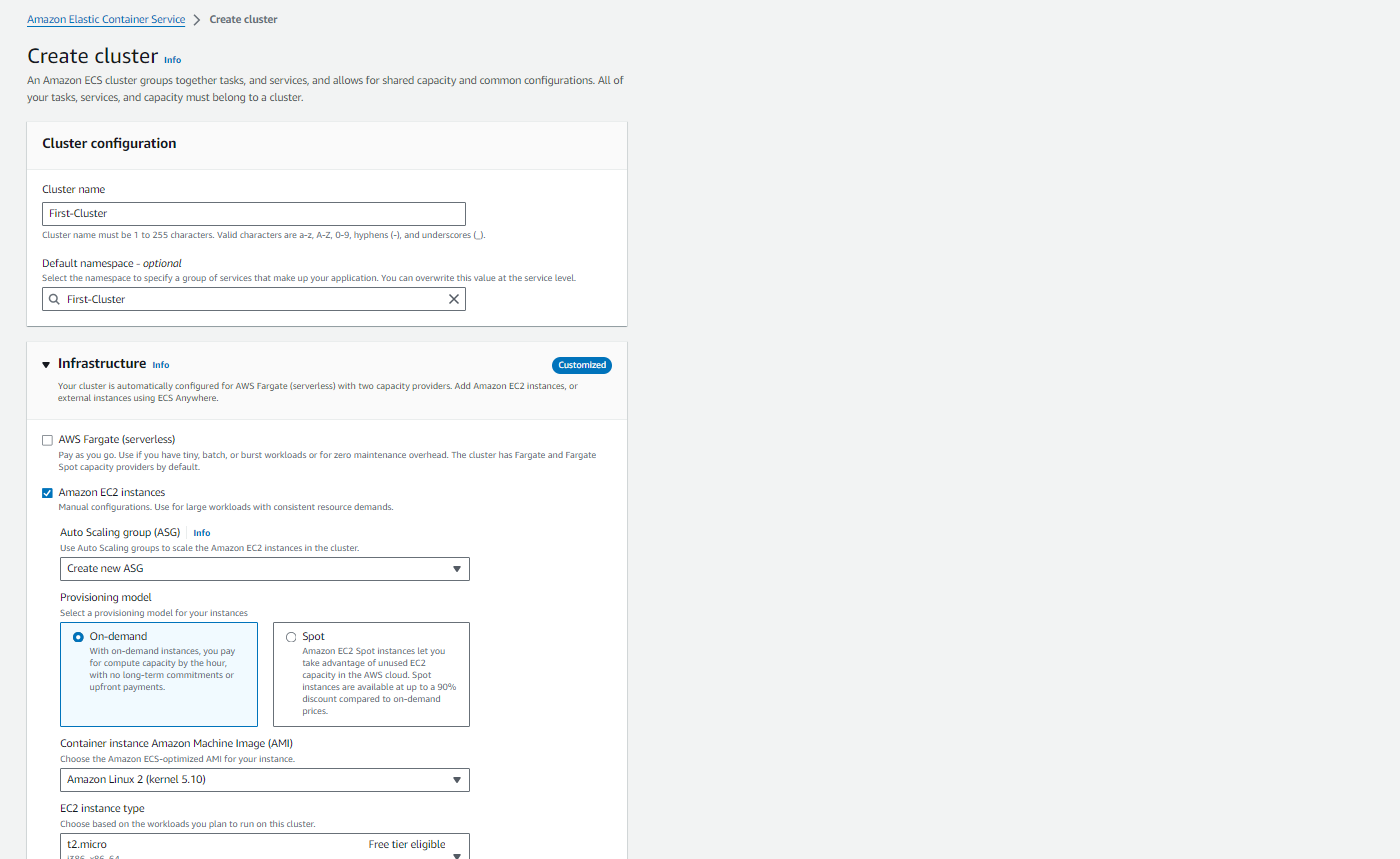 Amazon Elastic Container Service > Create cluster
Create cluster Info
An Amazon ECS cluster groups together tasks, and services, and allows for shared capacity and common configurations. All of
your tasks, services, and capacity must belong to a cluster.
Cluster configuration
Cluster name
First-Cluster
Cluster name must be 1 to 255 characters. Valid characters are a-z, A-Z, 0-9, hyphens (-), and underscores (_).
Default namespace - optional
Select the namespace to specify a group of services that make up your application. You can overwrite this value at the service level.
First-Cluster
Infrastructure Info Customized
Your cluster is automatically configured for AWS Fargate (serverless) with two capacity providers. Add Amazon EC2 instances, or
external instances using ECS Anywhere.
AWS Fargate (serverless)
Pay as you go. Use if you have tiny, batch, or burst workloads or for zero maintenance overhead. The cluster has Fargate and Fargate
Spot capacity providers by default.
Amazon EC2 instances
Manual configurations. Use for large workloads with consistent resource demands.
Auto Scaling group (ASG) Info
Use Auto Scaling groups to scale the Amazon EC2 instances in the cluster.
Create new ASG
Provisioning model
Select a provisioning model for your instances
On-demand
With on-demand instances, you pay
for compute capacity by the hour,
with no long-term commitments or
upfront payments.
Spot
Amazon EC2 Spot instances let you
take advantage of unused EC2
capacity in the AWS cloud. Spot
instances are available at up to a 90%
discount compared to on-demand
prices.
Container instance Amazon Machine Image (AMI)
Choose the Amazon ECS-optimized AMI for your instance.
Amazon Linux 2 (kernel 5.10)
EC2 instance type
Choose based on the workloads you plan to run on this cluster.
t2.micro Free tier eligible